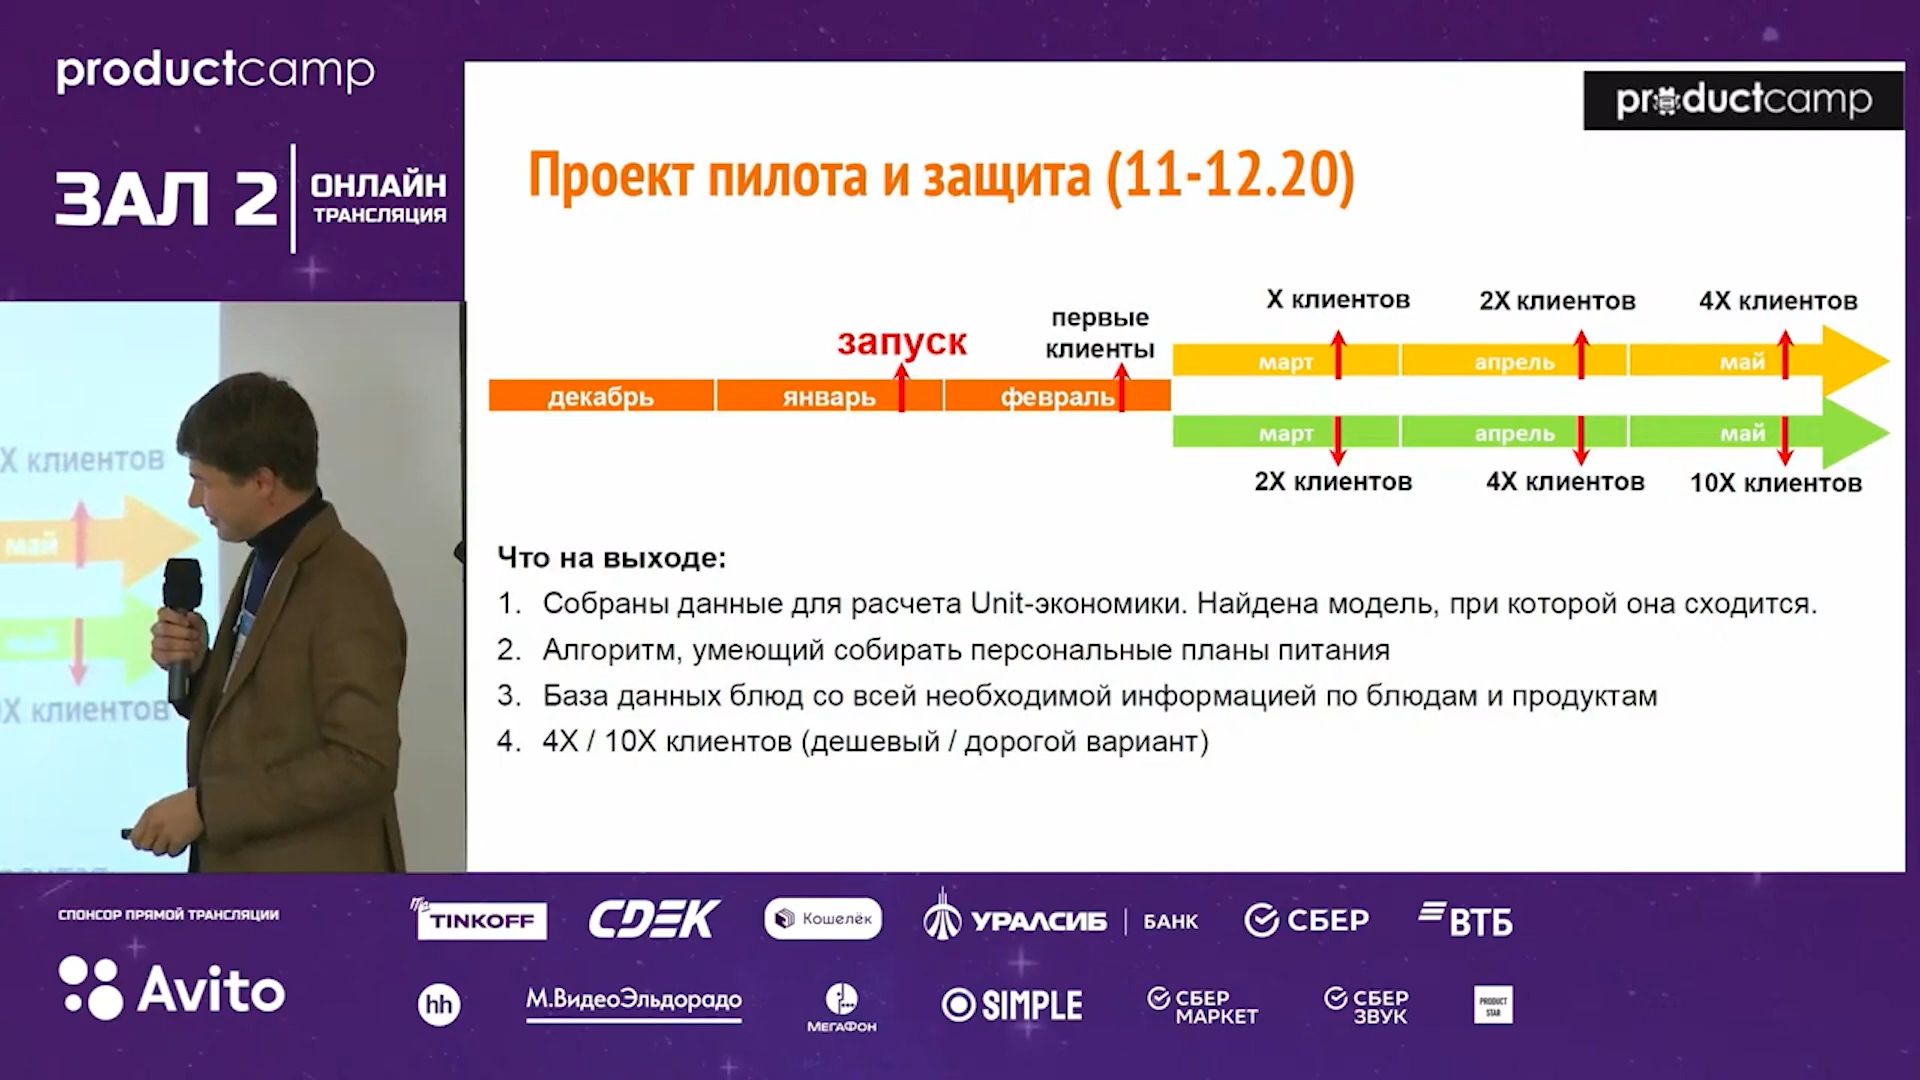 productcamp
ЗАЛ 2
ОНЛАЙН
ТРАНСЛЯЦИЯ
productcamp
Проект пилота и защита (11-12.20)
X клиентов
2X клиентов
4X клиентов
запуск
первые
клиенты
март
апрель
май
декабрь
январь
февраль
март
апрель
май
2X клиентов
4X клиентов
10X клиентов
Что на выходе:
1. Собраны данные для расчета Unit-экономики. Найдена модель, при которой она сходится.
2. Алгоритм, умеющий собирать персональные планы питания
3. База данных блюд со всей необходимой информацией по блюдам и продуктам
4. 4X / 10X клиентов (дешевый / дорогой вариант)
X клиентов
май
май
X клиентов
СПОНСОР ПРЯМОЙ ТРАНСЛЯЦИИ
Avito
TINKOFF
CDEK
Кошелёк
УРАЛСИБ | БАНК
СБЕР
ВТБ
hh
М.ВидеоЭльдорадо
МЕГАФОН
SIMPLE
СБЕР
МАРКЕТ
СБЕР
ЗВУК
PRODUCT
STAR